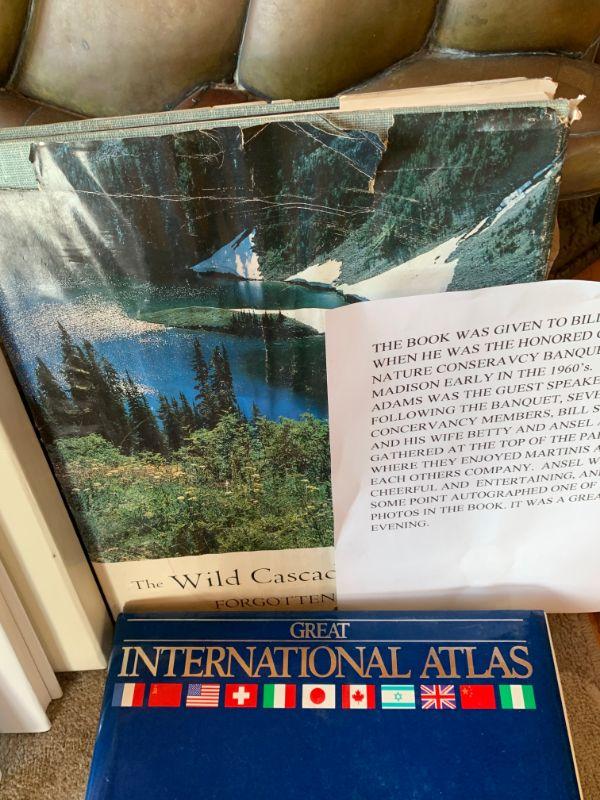 THE BOOK WAS GIVEN TO BILL
WHEN HE WAS THE HONORED
NATURE CONSERAVCY BANQUE
MADISON EARLY IN THE 1960's.
ADAMS WAS THE GUEST SPEAKE
FOLLOWING THE BANQUET, SEVE
CONCERVANCY MEMBERS, BILL S
AND HIS WIFE BETTY AND ANSEL
GATHERED AT THE TOP OF THE PA
WHERE THEY ENJOYED MARTINIS A
EACH OTHERS COMPANY. ANSEL W
CHEERFUL AND ENTERTAINING, AN
SOME POINT AUTOGRAPHED ONE OF
PHOTOS IN THE BOOK. IT WAS A GREA
EVENING.
The Wild Cascad
FORGOTTEN
GREAT
INTERNATIONAL ATLAS